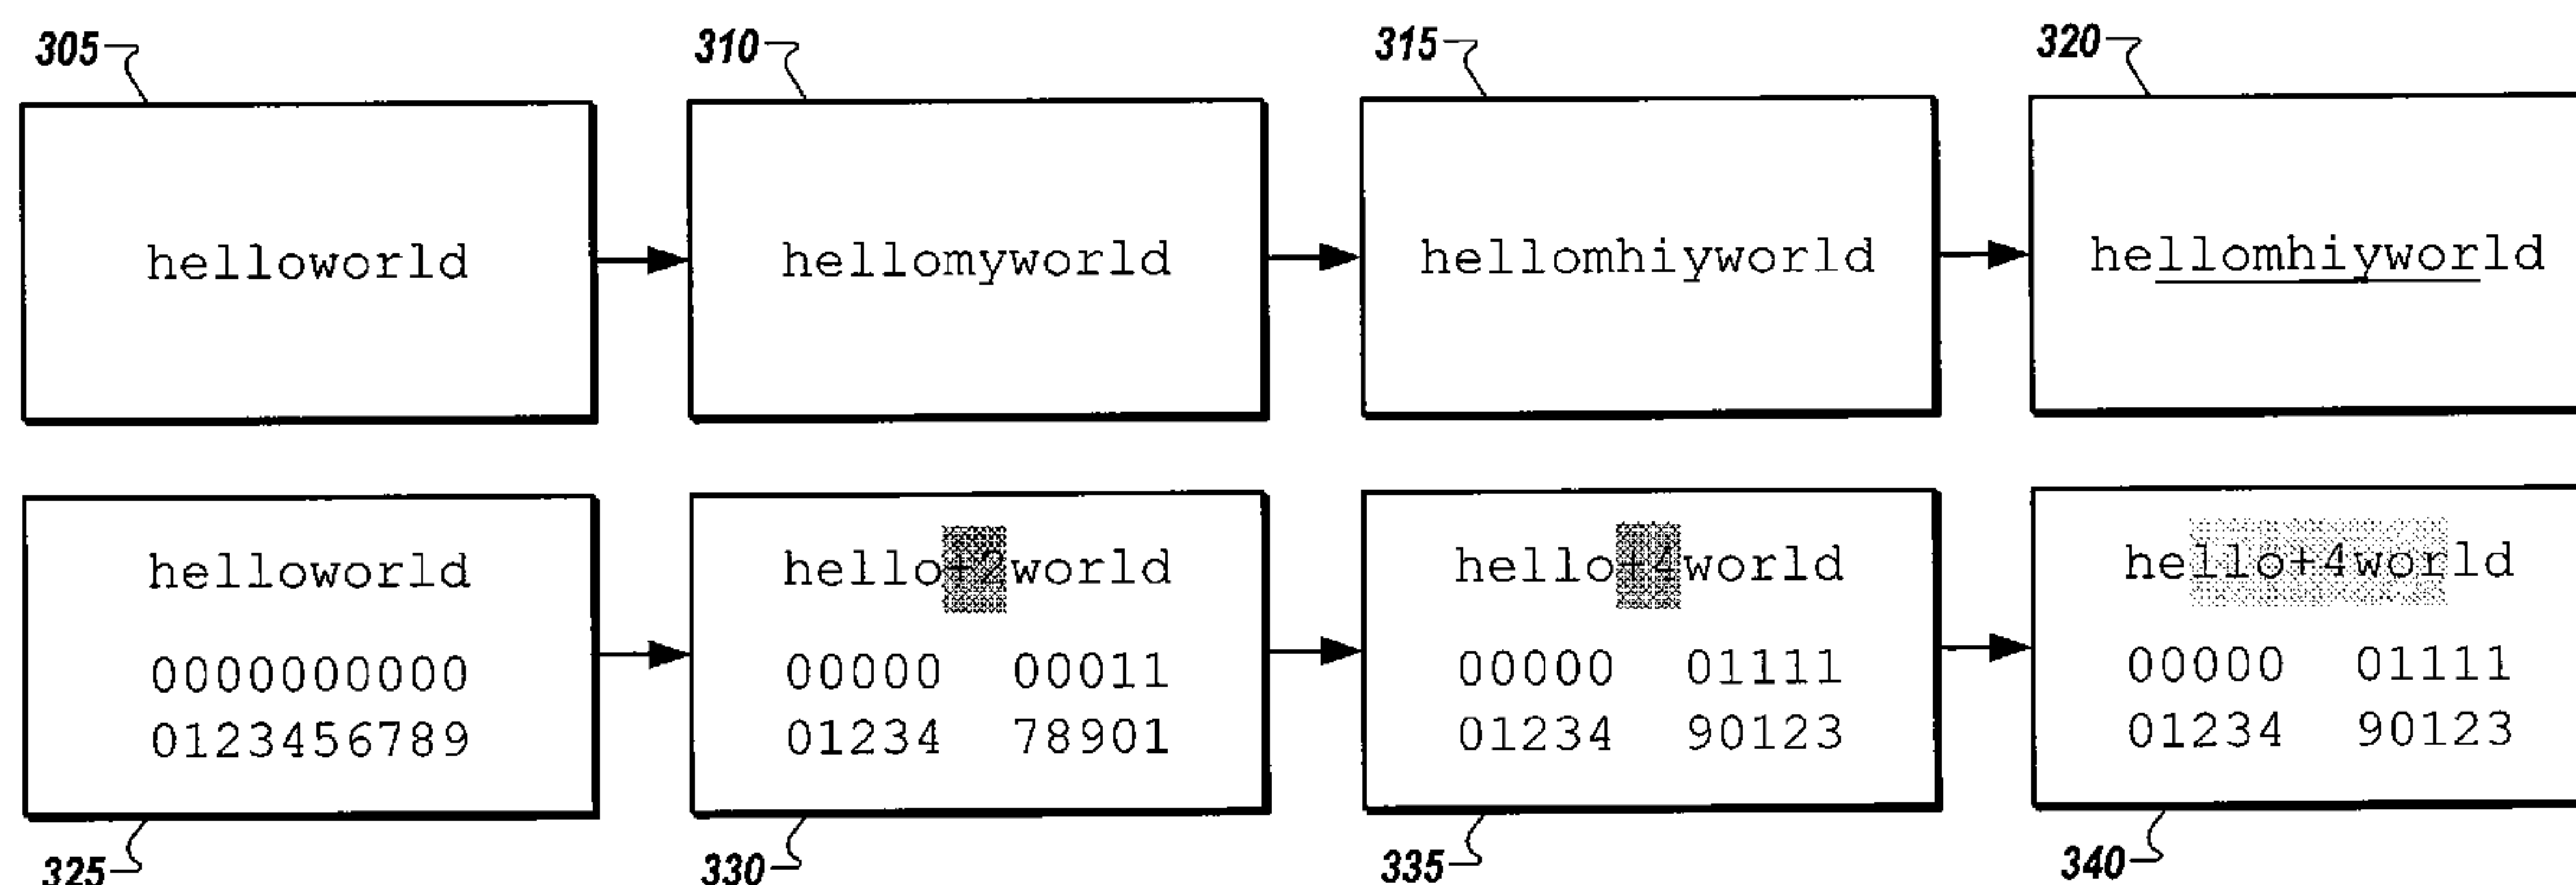 305 310 315 320
helloworld hellomyworld hellomhiyworld hellomhiyworld
helloworld hello+2world hello+4world hello+4world
0000000000 00000 00011 00000 01111 00000 01111
0123456789 01234 78901 01234 90123 01234 90123
325 330 335 340